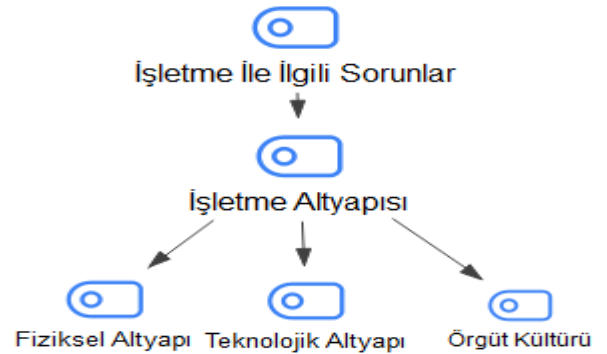 İşletme İle İlgili Sorunlar
İşletme Altyapısı
Fiziksel Altyapı Teknolojik Altyapı Örgüt Kültürü